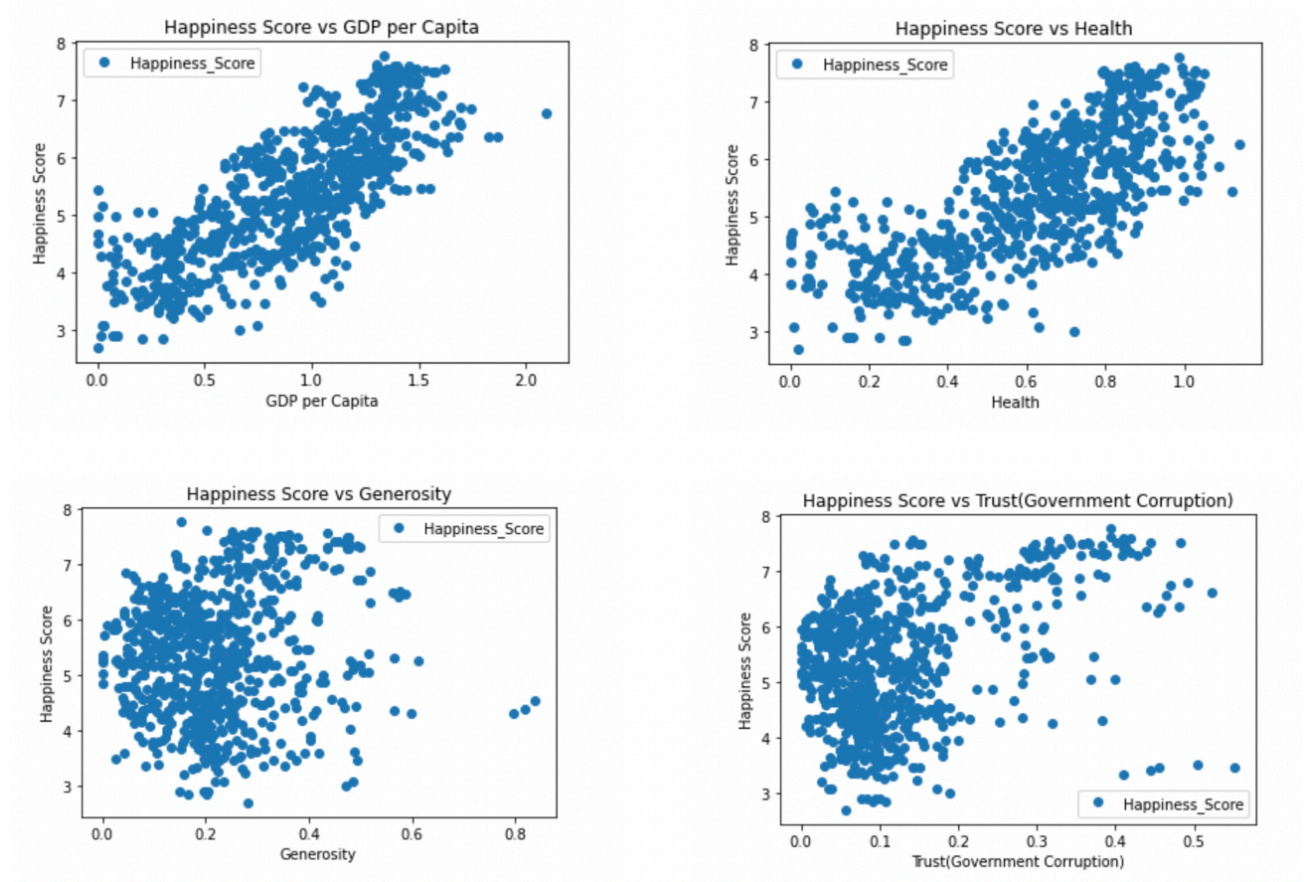 Happiness Score vs GDP per Capita
8
7
6
5
4
3
Happiness Score
Happiness_Score
0.0 0.5 1.0 1.5 2.0
GDP per Capita
Happiness Score vs Health
8
7
6
5
4
3
Happiness Score
Happiness_Score
0.0 0.2 0.4 0.6 0.8 1.0
Health
Happiness Score vs Generosity
8
7
6
5
4
3
Happiness Score
Happiness_Score
0.0 0.2 0.4 0.6 0.8
Generosity
Happiness Score vs Trust(Government Corruption)
8
7
6
5
4
3
Happiness Score
Happiness_Score
0.0 0.1 0.2 0.3 0.4 0.5
Trust(Government Corruption)